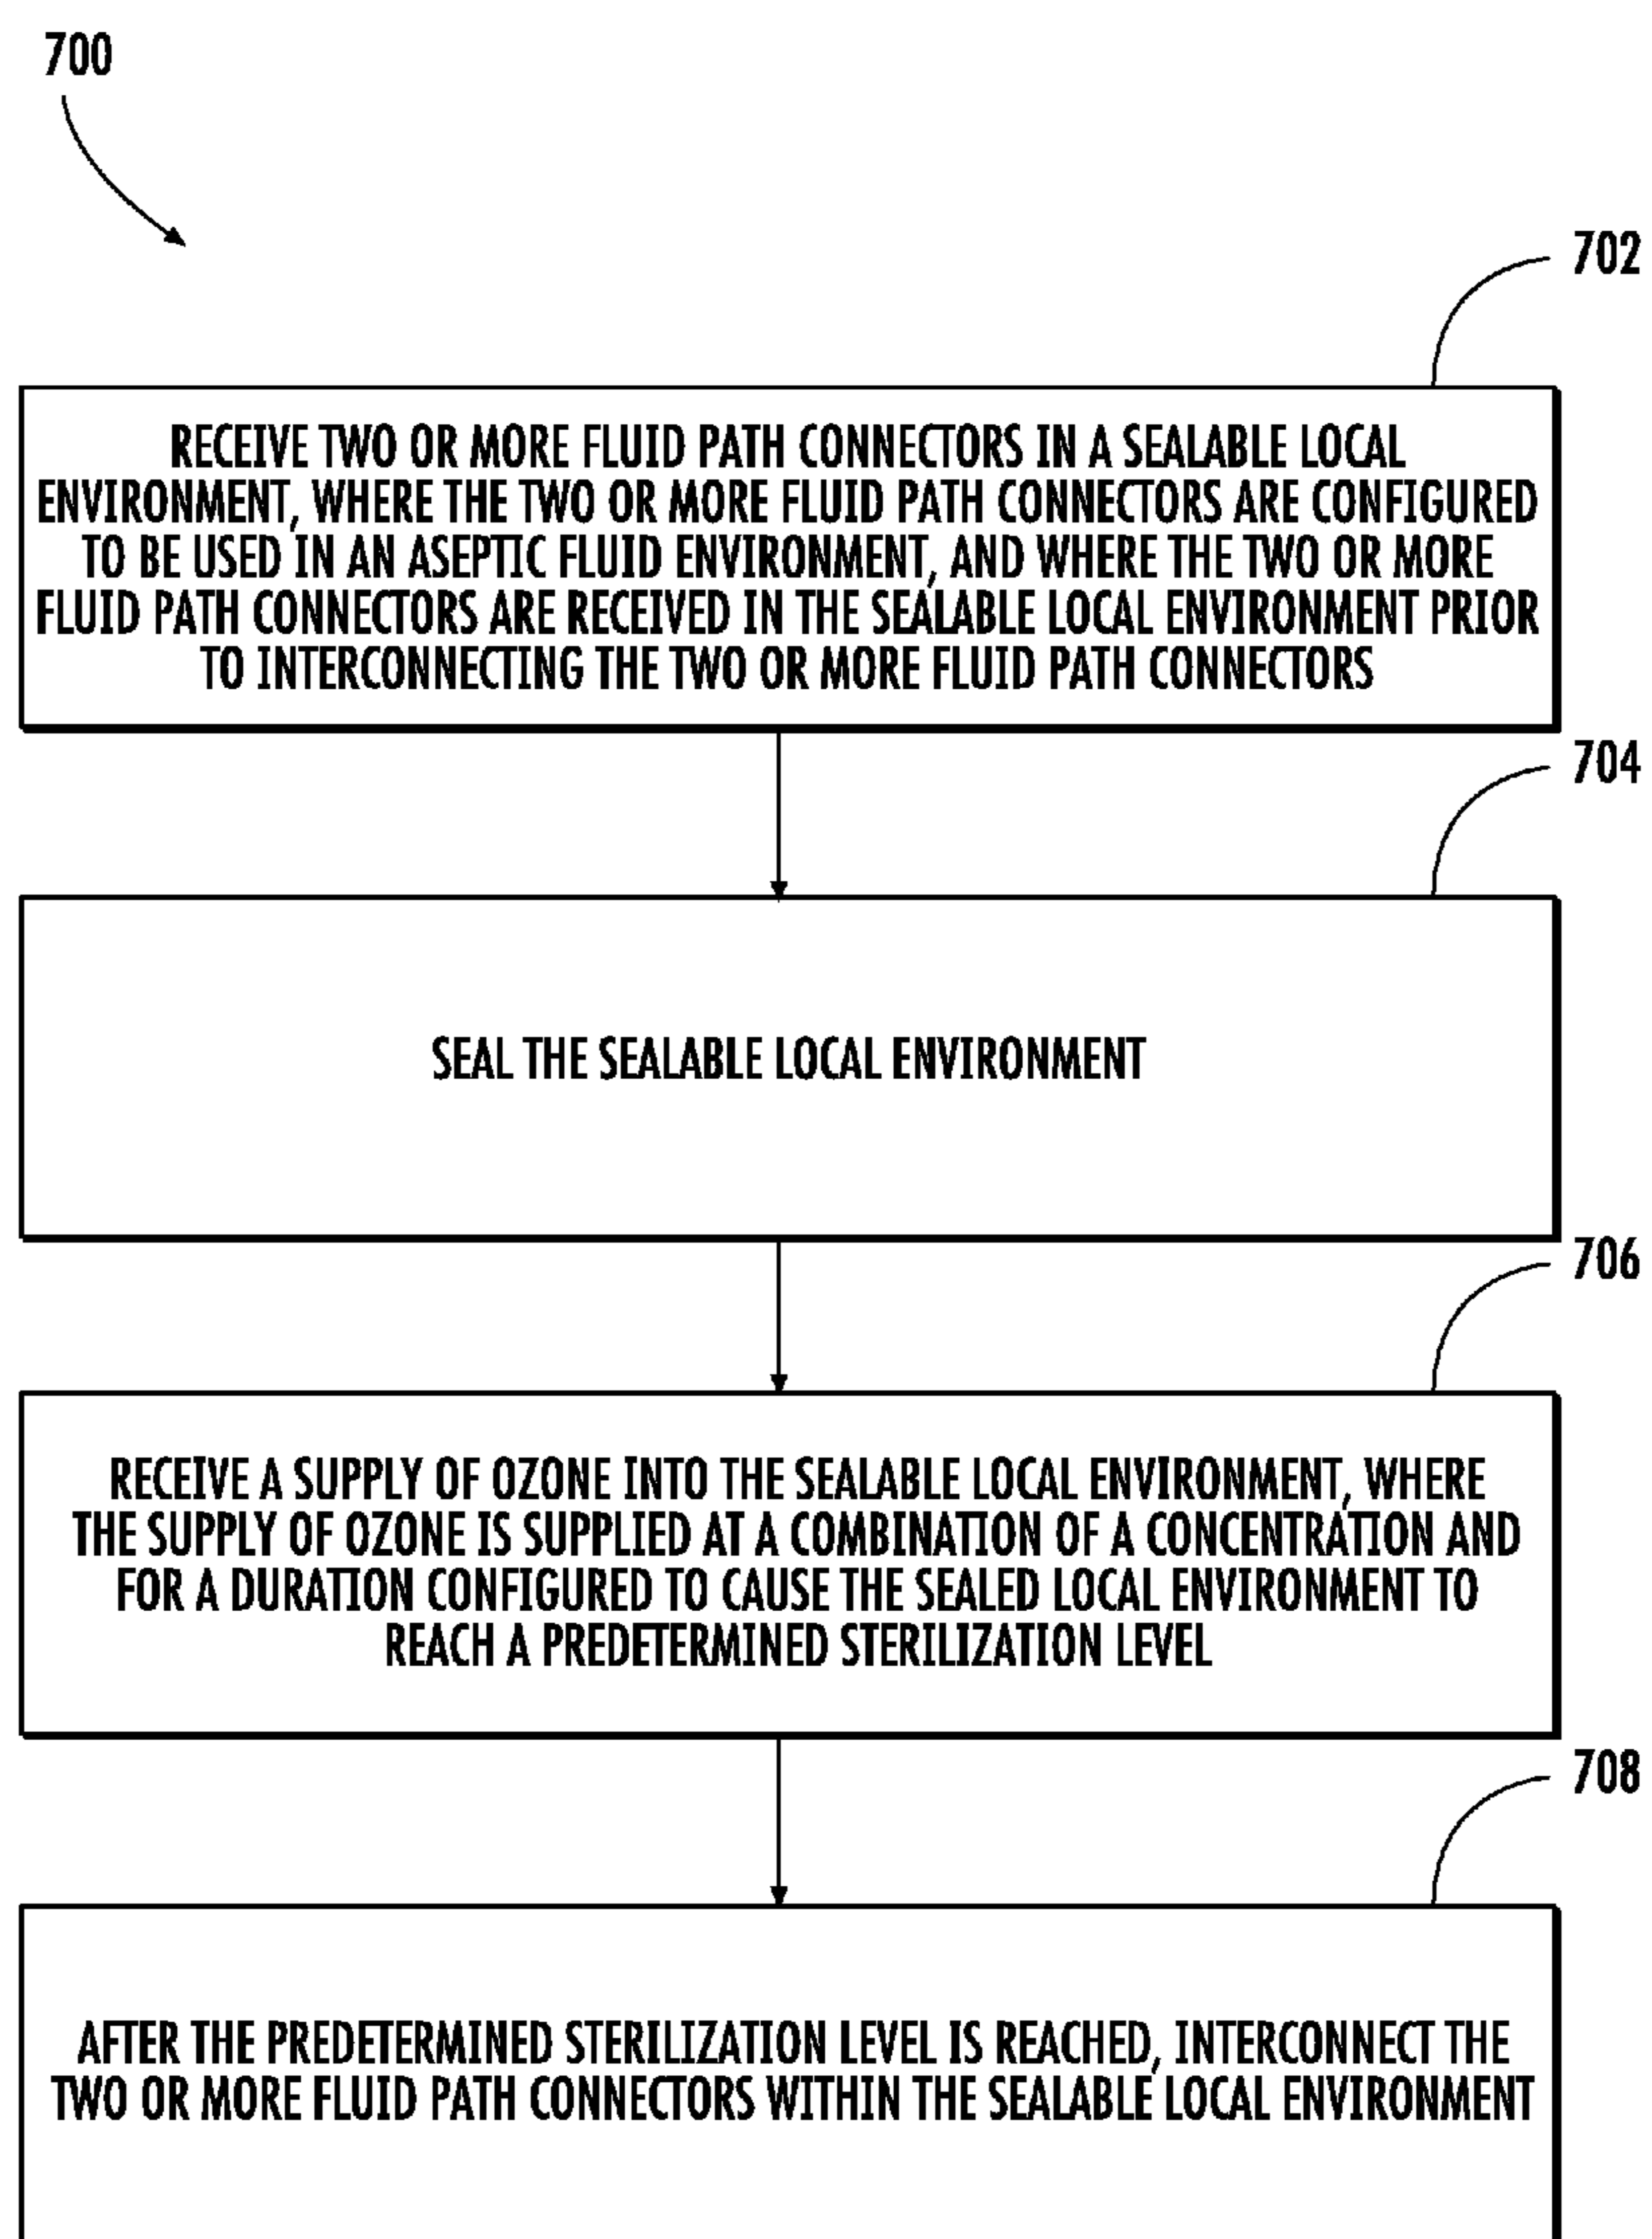 700
702
RECEIVE TWO OR MORE FLUID PATH CONNECTORS IN A SEALABLE LOCAL
ENVIRONMENT, WHERE THE TWO OR MORE FLUID PATH CONNECTORS ARE CONFIGURED
TO BE USED IN AN ASEPTIC FLUID ENVIRONMENT, AND WHERE THE TWO OR MORE
FLUID PATH CONNECTORS ARE RECEIVED IN THE SEALABLE LOCAL ENVIRONMENT PRIOR
TO INTERCONNECTING THE TWO OR MORE FLUID PATH CONNECTORS
704
SEAL THE SEALABLE LOCAL ENVIRONMENT
706
RECEIVE A SUPPLY OF OZONE INTO THE SEALABLE LOCAL ENVIRONMENT, WHERE
THE SUPPLY OF OZONE IS SUPPLIED AT A COMBINATION OF A CONCENTRATION AND
FOR A DURATION CONFIGURED TO CAUSE THE SEALED LOCAL ENVIRONMENT TO
REACH A PREDETERMINED STERILIZATION LEVEL
708
AFTER THE PREDETERMINED STERILIZATION LEVEL IS REACHED, INTERCONNECT THE
TWO OR MORE FLUID PATH CONNECTORS WITHIN THE SEALABLE LOCAL ENVIRONMENT